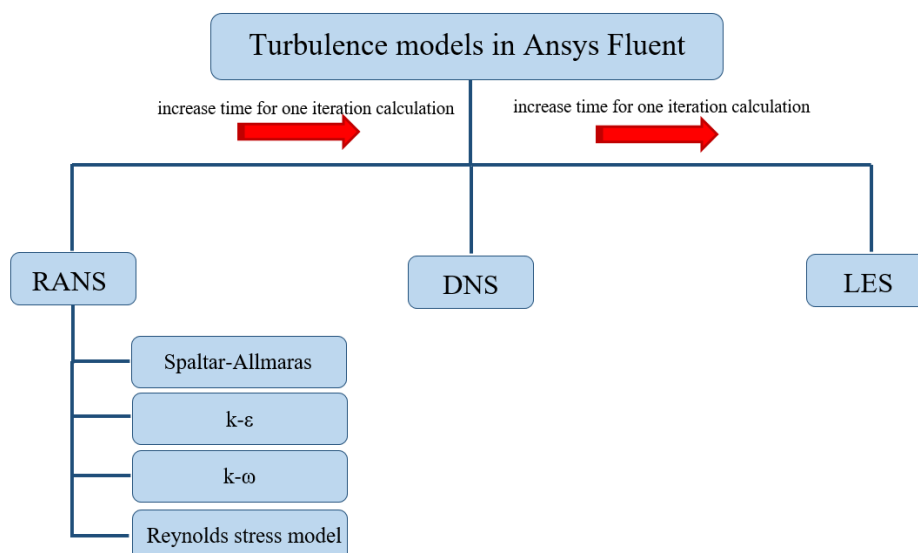 Turbulence models in Ansys Fluent
increase time for one iteration calculation
increase time for one iteration calculation
RANS
DNS
LES
Spaltar-Allmaras
k-ε
k-ω
Reynolds stress model